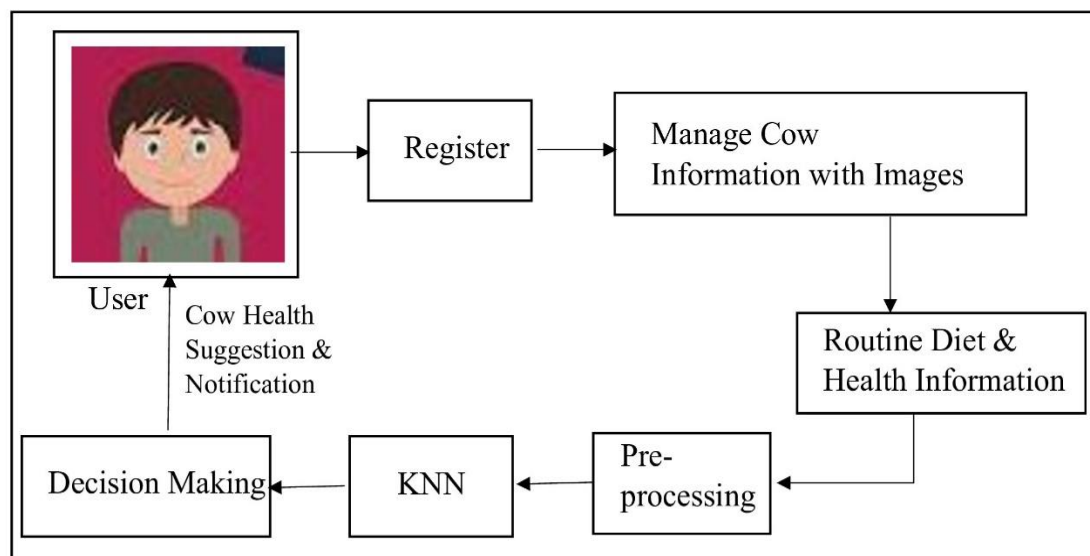 Register
Manage Cow
Information with Images
User
Cow Health
Suggestion &
Notification
Routine Diet &
Health Information
Pre-
processing
KNN
Decision Making